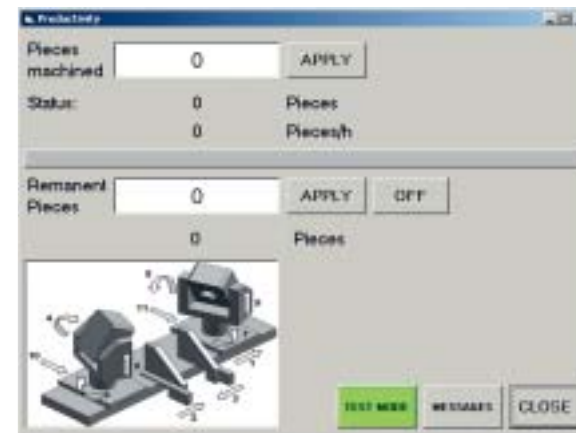 Productivity
Pieces machined 0 APPLY
Status: 0 Pieces
0 Pieces/h
Remanent Pieces 0 APPLY OFF
0 Pieces
TEST MODE MESSAGES CLOSE